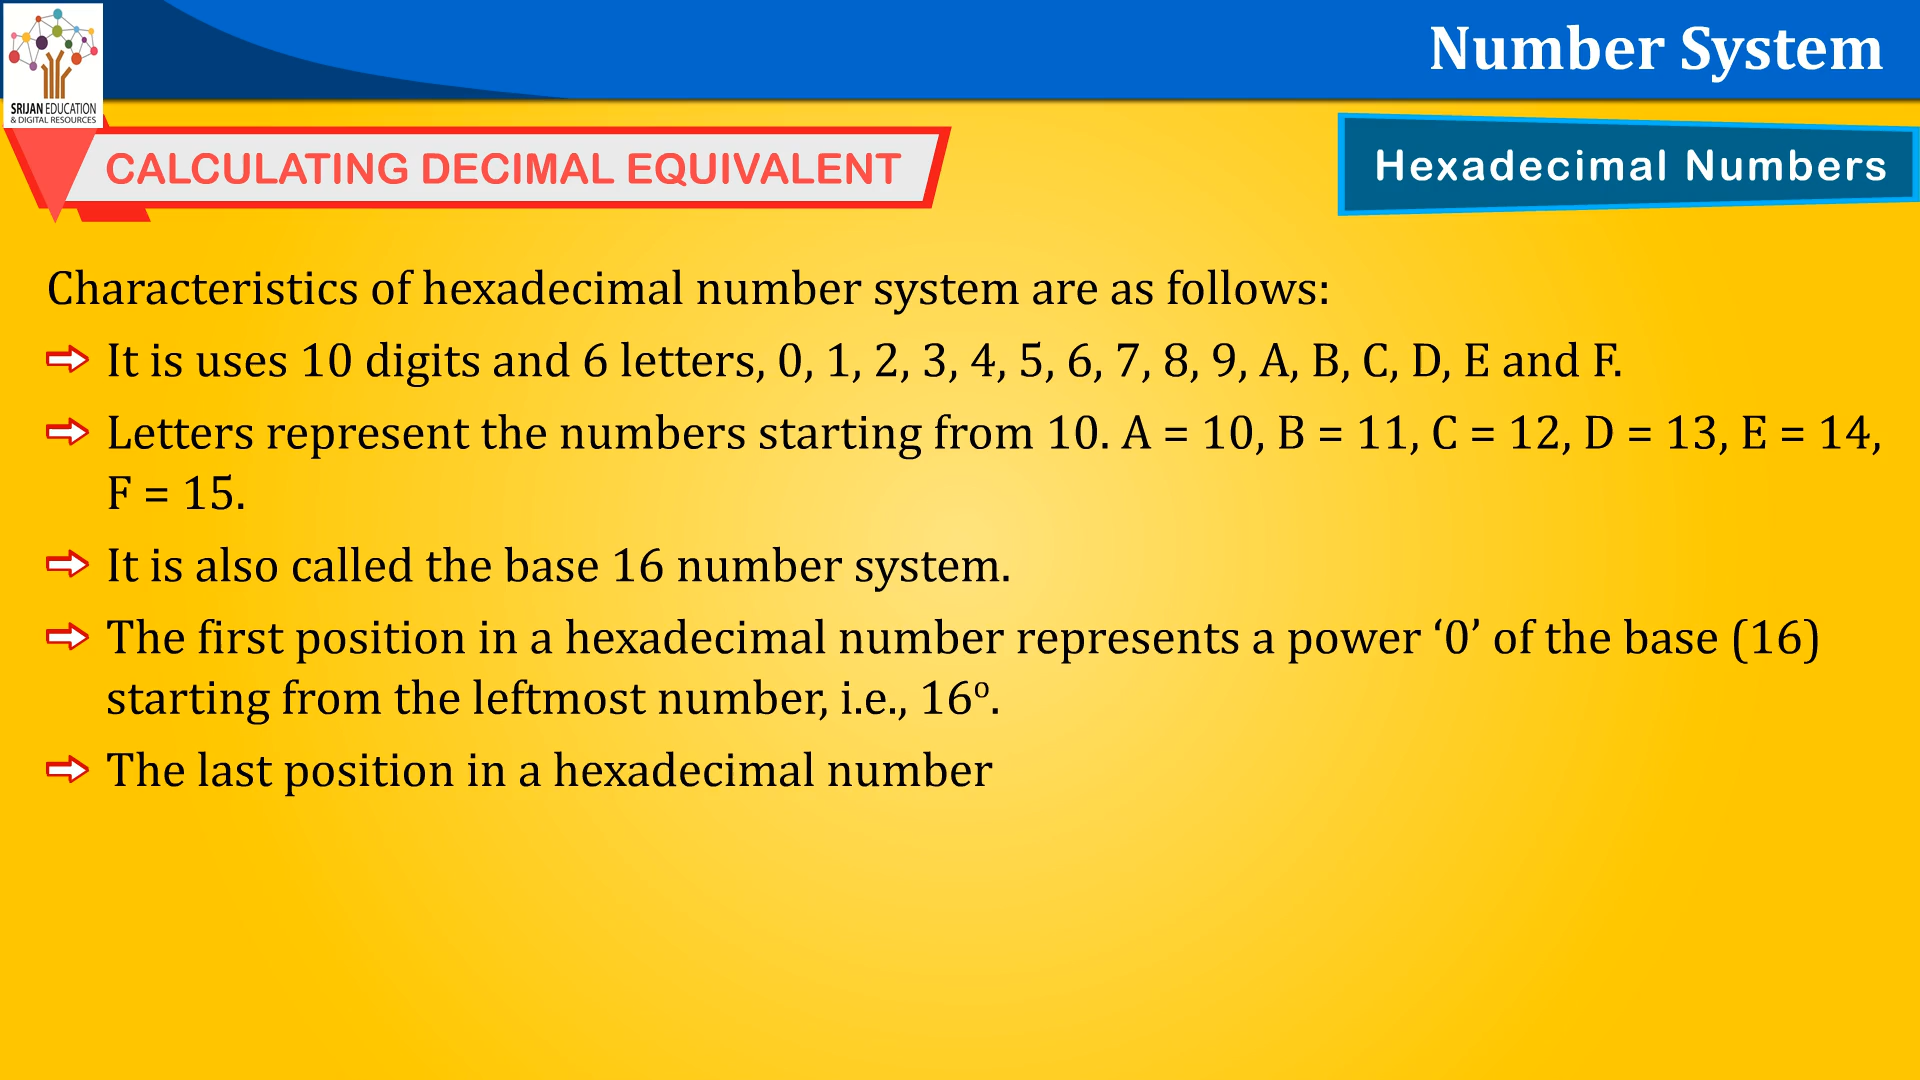 SRIJAN EDUCATION
& DIGITAL RESOURCES
Number System
CALCULATING DECIMAL EQUIVALENT
Hexadecimal Numbers
Characteristics of hexadecimal number system are as follows:
It is uses 10 digits and 6 letters, 0, 1, 2, 3, 4, 5, 6, 7, 8, 9, A, B, C, D, E and F.
Letters represent the numbers starting from 10. A = 10, B = 11, C = 12, D = 13, E = 14,
F = 15.
It is also called the base 16 number system.
The first position in a hexadecimal number represents a power ‘0’ of the base (16)
starting from the leftmost number, i.e., 16⁰.
The last position in a hexadecimal number